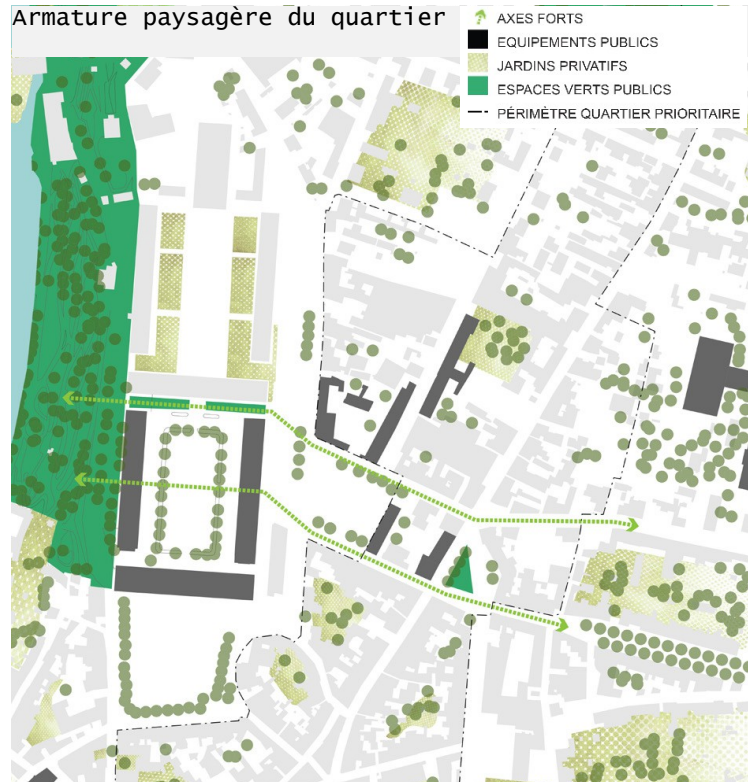 Armature paysagère du quartier
AXES FORTS
EQUIPEMENTS PUBLICS
JARDINS PRIVATIFS
ESPACES VERTS PUBLICS
PÉRIMÈTRE QUARTIER PRIORITAIRE